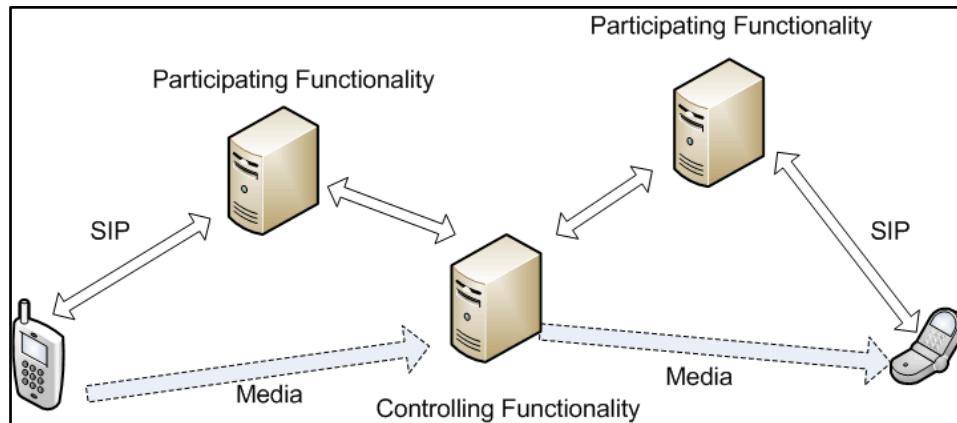 Participating Functionality
Participating Functionality
SIP
SIP
Media
Media
Controlling Functionality